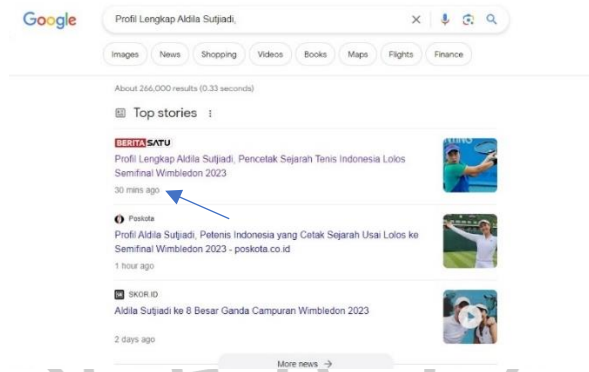 Google
Profil Lengkap Aldila Sutjiadi,
Images News Shopping Videos Books Maps Flights Finance
About 266,000 results (0.33 seconds)
Top stories
BERITASATU
Profil Lengkap Aldila Sutjiadi, Pencetak Sejarah Tenis Indonesia Lolos
Semifinal Wimbledon 2023
30 mins ago
Poskota
Profil Aldila Sutjiadi, Petenis Indonesia yang Cetak Sejarah Usai Lolos ke
Semifinal Wimbledon 2023 - poskota.co.id
1 hour ago
SKOR.ID
Aldila Sutjiadi ke 8 Besar Ganda Campuran Wimbledon 2023
2 days ago
More news →